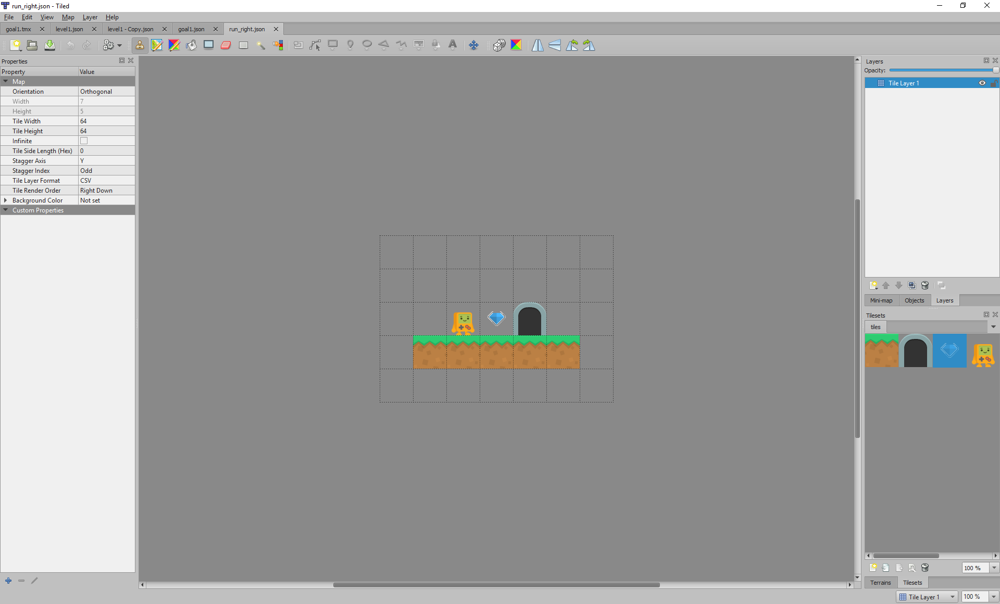 run_right.json - Tiled
File Edit View Map Layer Help
goal1.tmx level1.json level1 - Copy.json goal1.json run_right.json
Properties
Property Value
Map
Orientation Orthogonal
Width 7
Height 5
Tile Width 64
Tile Height 64
Infinite
Tile Side Length (Hex) 0
Stagger Axis Y
Stagger Index Odd
Tile Layer Format CSV
Tile Render Order Right Down
Background Color Not set
Custom Properties
Layers
Opacity:
Tile Layer 1
Mini-map Objects Layers
Tilesets
tiles
100 %
Terrains Tilesets
Tile Layer 1 100 %